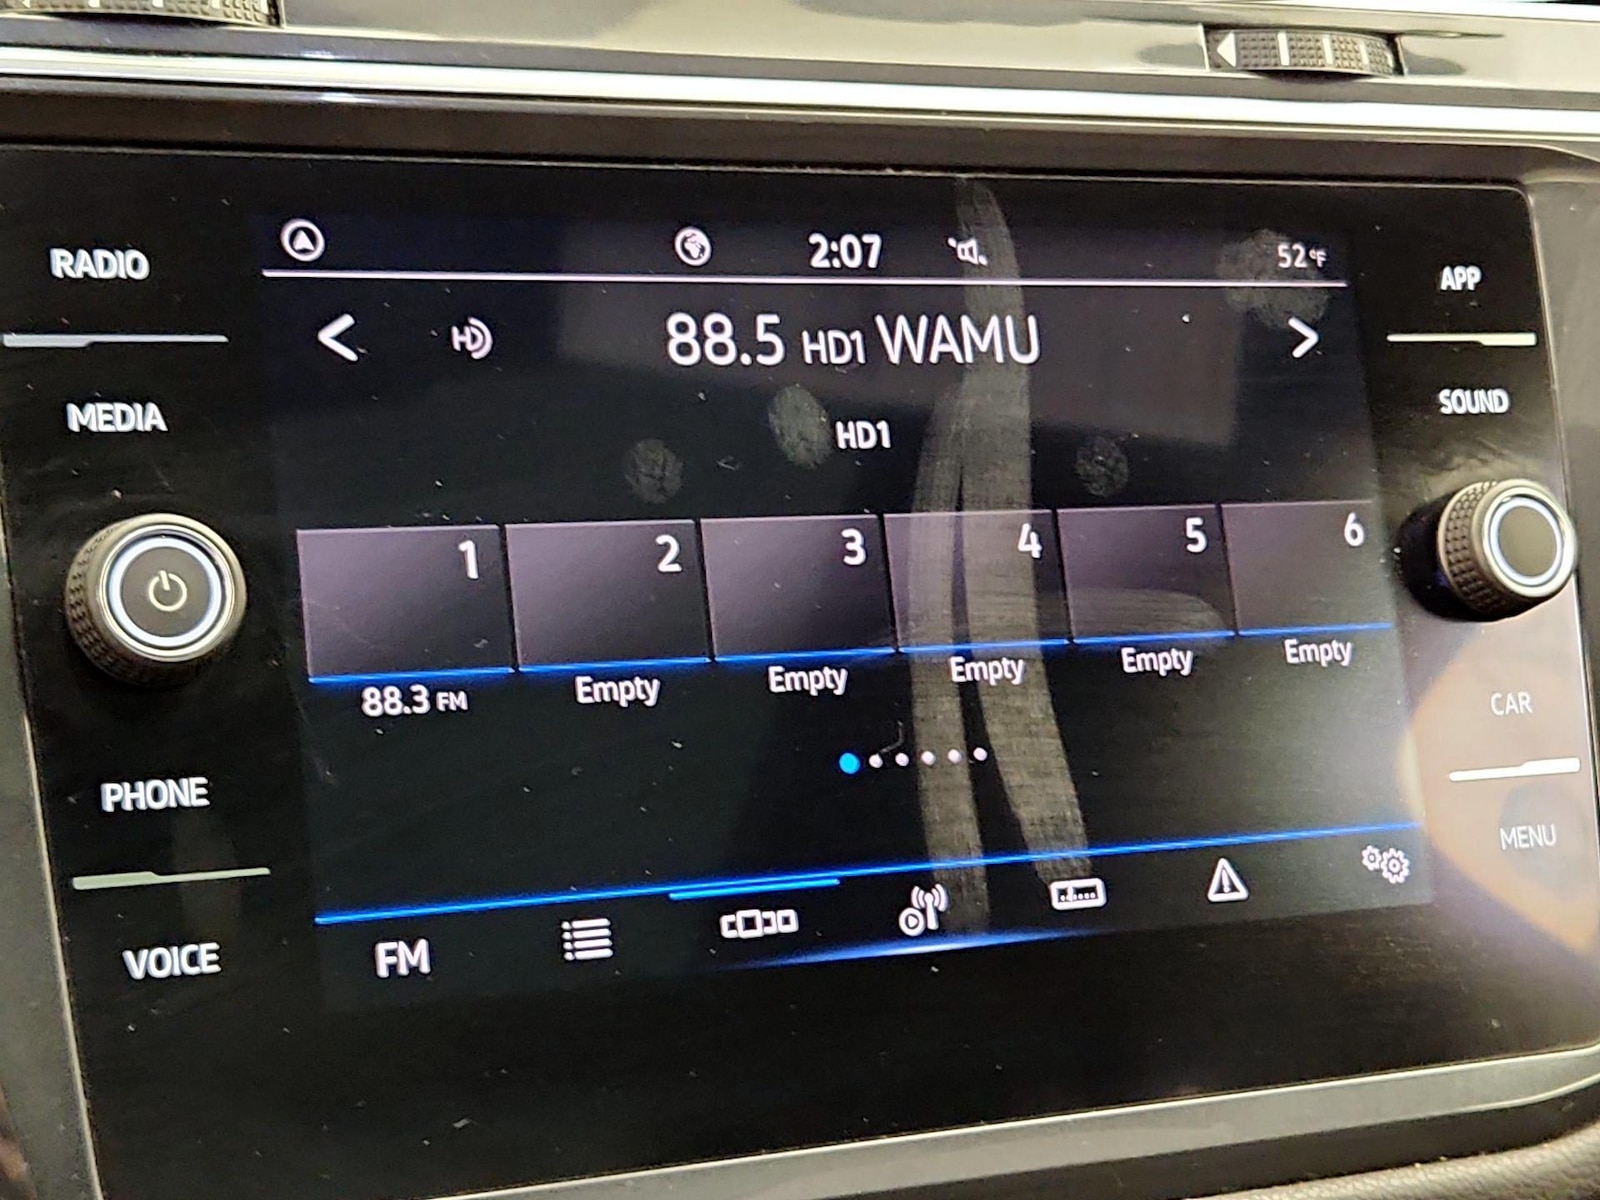 RADIO
MEDIA
PHONE
VOICE
2:07
52°F
HD
88.5 HD1 WAMU
HD1
1
2
3
4
5
6
88.3 FM
Empty
Empty
Empty
Empty
Empty
FM
APP
SOUND
CAR
MENU